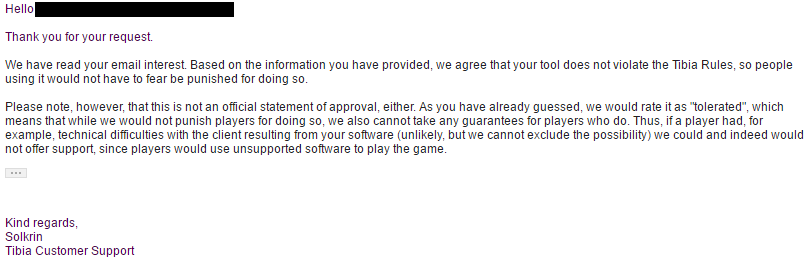 Hello
Thank you for your request.
We have read your email interest. Based on the information you have provided, we agree that your tool does not violate the Tibia Rules, so people
using it would not have to fear be punished for doing so.
Please note, however, that this is not an official statement of approval, either. As you have already guessed, we would rate it as "tolerated", which
means that while we would not punish players for doing so, we also cannot take any guarantees for players who do. Thus, if a player had, for
example, technical difficulties with the client resulting from your software (unlikely, but we cannot exclude the possibility) we could and indeed would
not offer support, since players would use unsupported software to play the game.
Kind regards,
Solkrin
Tibia Customer Support